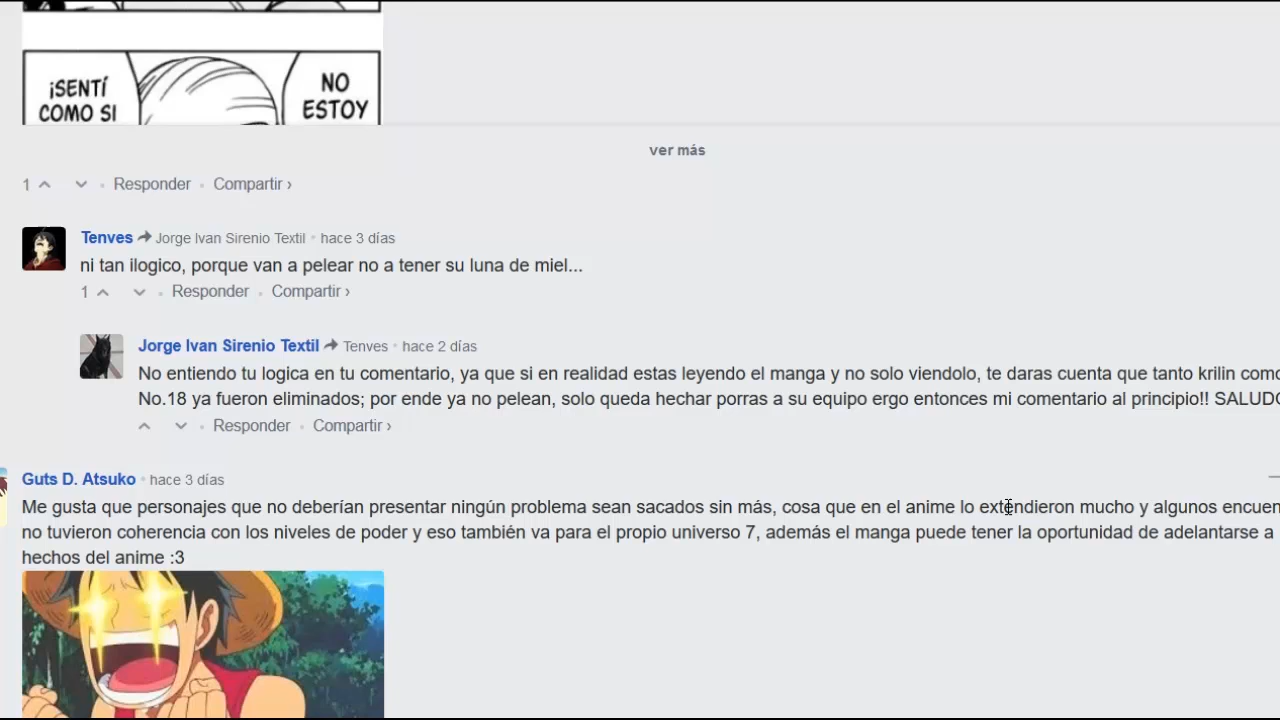 ¡SENTÍ
COMO SI
NO
ESTOY
ver más
1 • Responder • Compartir ›
Tenves Jorge Ivan Sirenio Textil • hace 3 días
ni tan ilogico, porque van a pelear no a tener su luna de miel...
1 • Responder • Compartir ›
Jorge Ivan Sirenio Textil Tenves • hace 2 días
No entiendo tu logica en tu comentario, ya que si en realidad estas leyendo el manga y no solo viendolo, te daras cuenta que tanto krilin como
No.18 ya fueron eliminados; por ende ya no pelean, solo queda hechar porras a su equipo ergo entonces mi comentario al principio!!
• Responder • Compartir ›
Guts D. Atsuko • hace 3 días
Me gusta que personajes que no deberían presentar ningún problema sean sacados sin más, cosa que en el anime lo extendieron mucho y algunos
no tuvieron coherencia con los niveles de poder y eso también va para el propio universo 7, además el manga puede tener la oportunidad de adelantarse a
hechos del anime :3